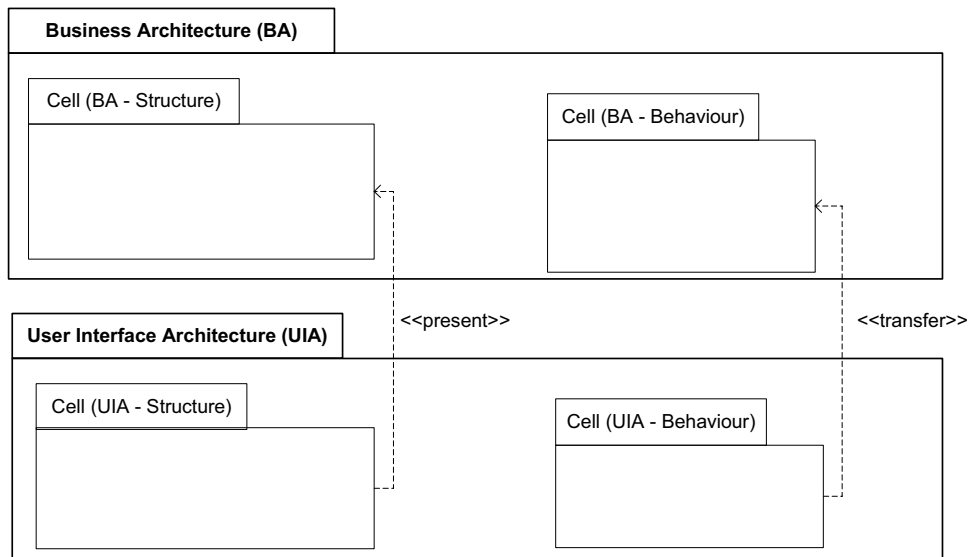 Business Architecture (BA)
Cell (BA - Structure)
Cell (BA - Behaviour)
<<present>>
<<transfer>>
User Interface Architecture (UIA)
Cell (UIA - Structure)
Cell (UIA - Behaviour)